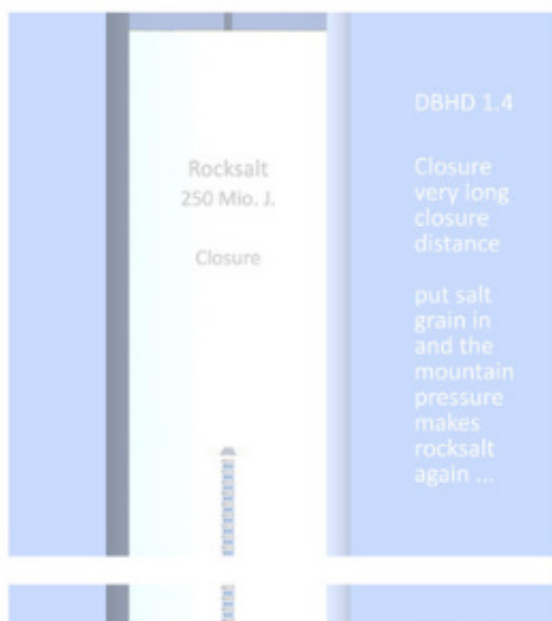 Rocksalt
250 Mio. J.
Closure
DBHD 1.4
Closure
very long
closure
distance
put salt
grain in
and the
mountain
pressure
makes
rocksalt
again ...